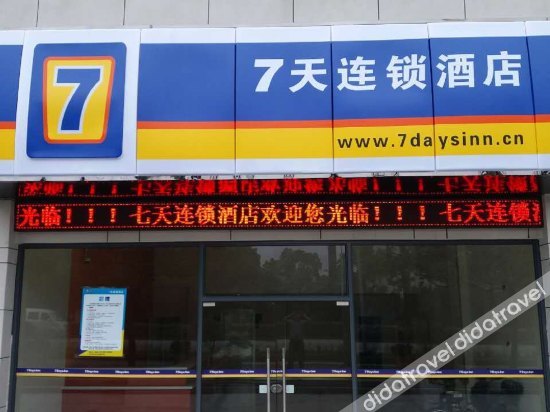 7
7天连锁酒店
www.7daysinn.cn
光临！！！七天连锁酒店欢迎您光临！！！七天连锁
didatravel didatravel